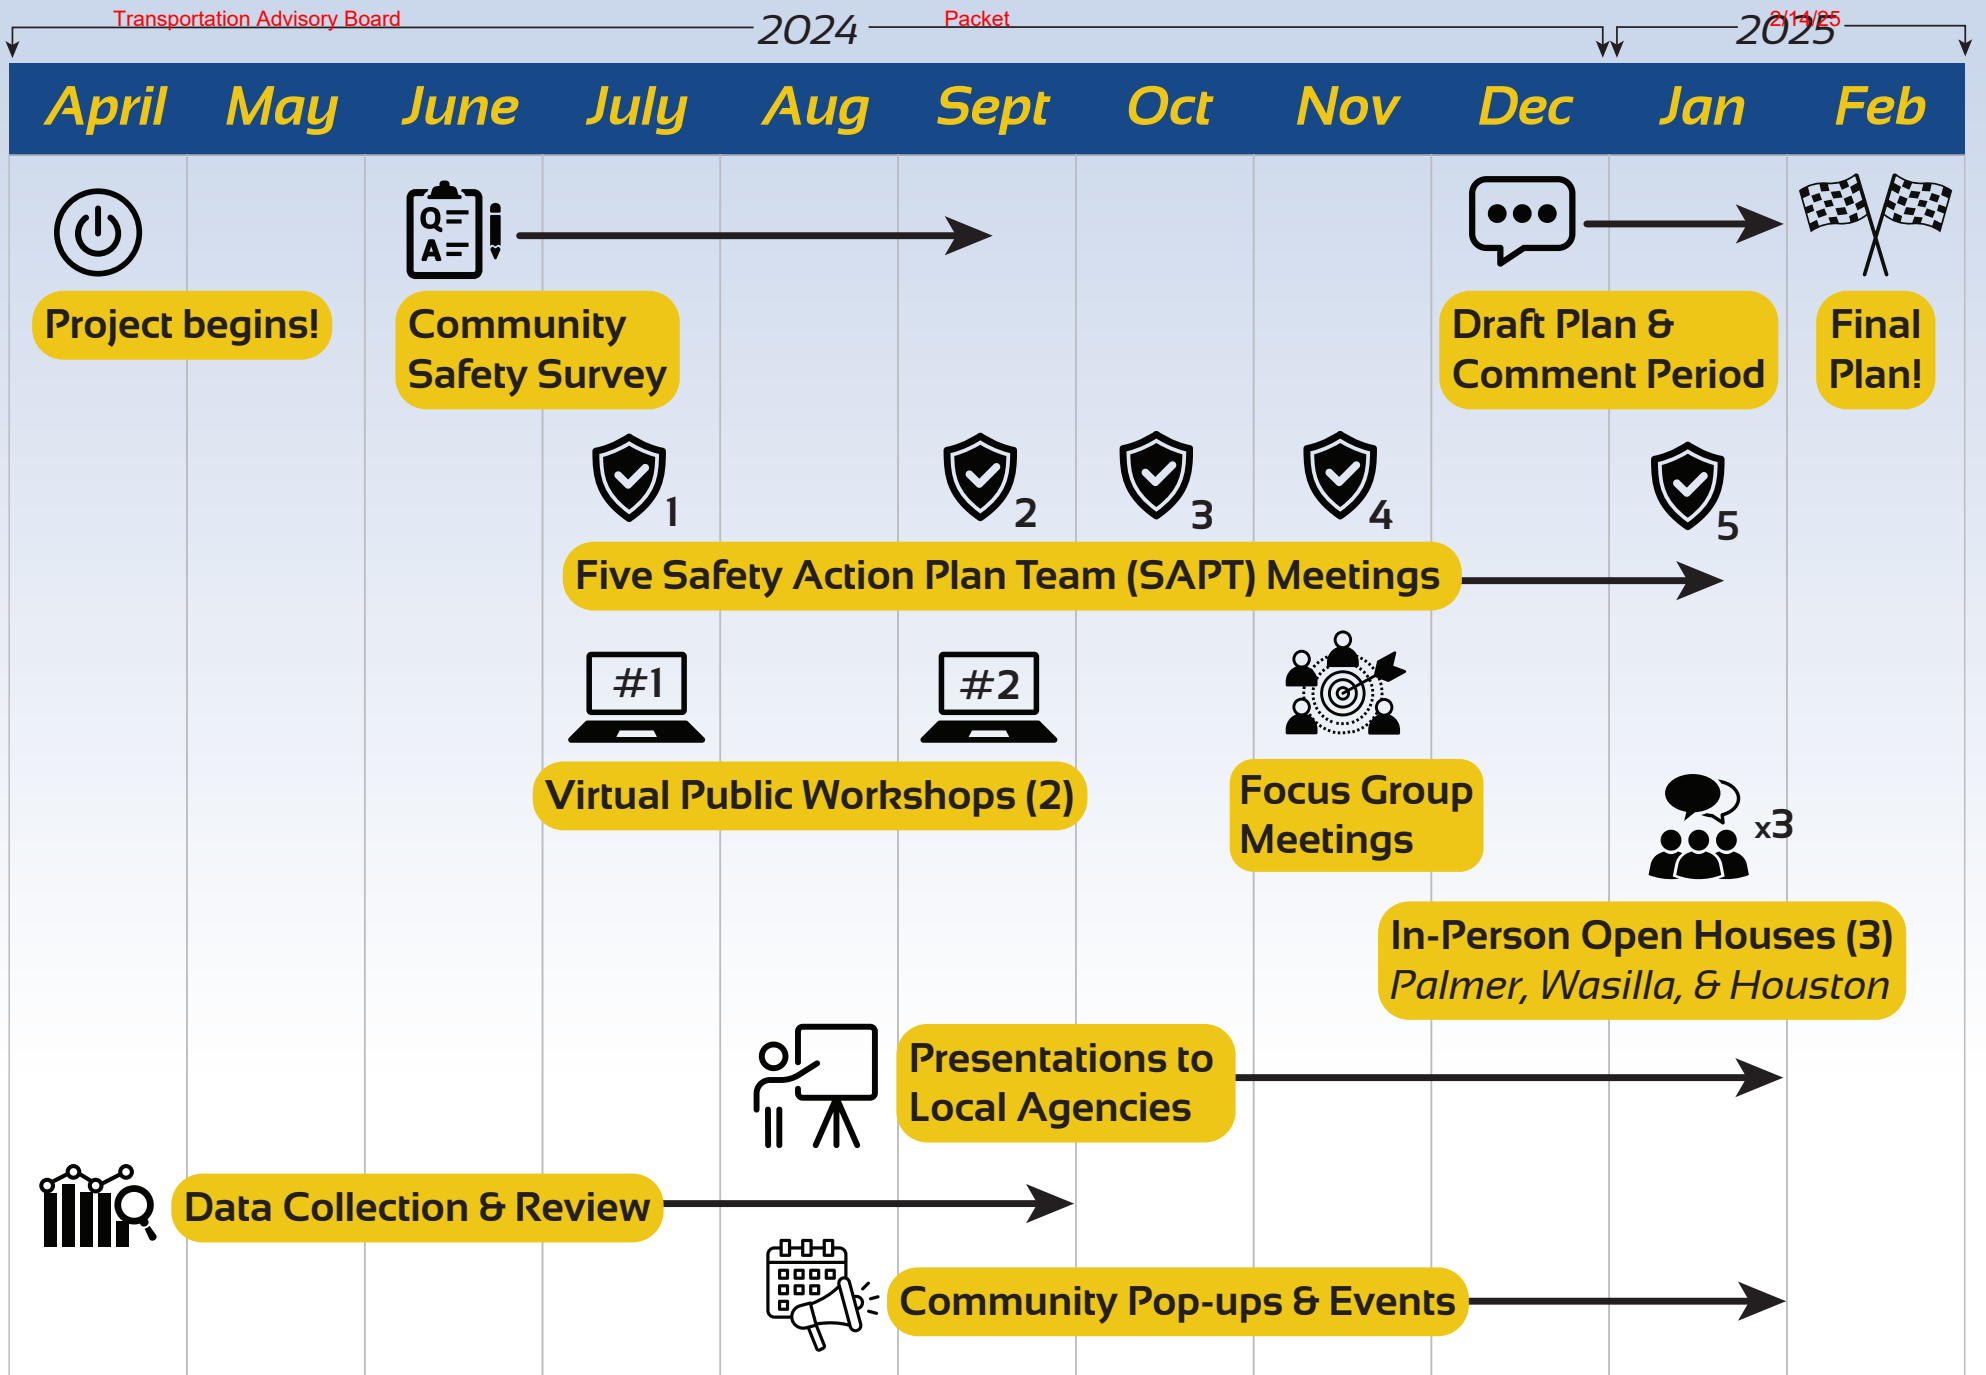 Transportation Advisory Board
Packet
2/14/25
2024
2025
April May June July Aug Sept Oct Nov Dec Jan Feb
Q
A
Project begins!
Community
Safety Survey
Draft Plan &
Comment Period
Final
Plan!
1
2
3
4
5
Five Safety Action Plan Team (SAPT) Meetings
#1
#2
Virtual Public Workshops (2)
Focus Group
Meetings
x3
In-Person Open Houses (3)
Palmer, Wasilla, & Houston
Presentations to
Local Agencies
Data Collection & Review
Community Pop-ups & Events